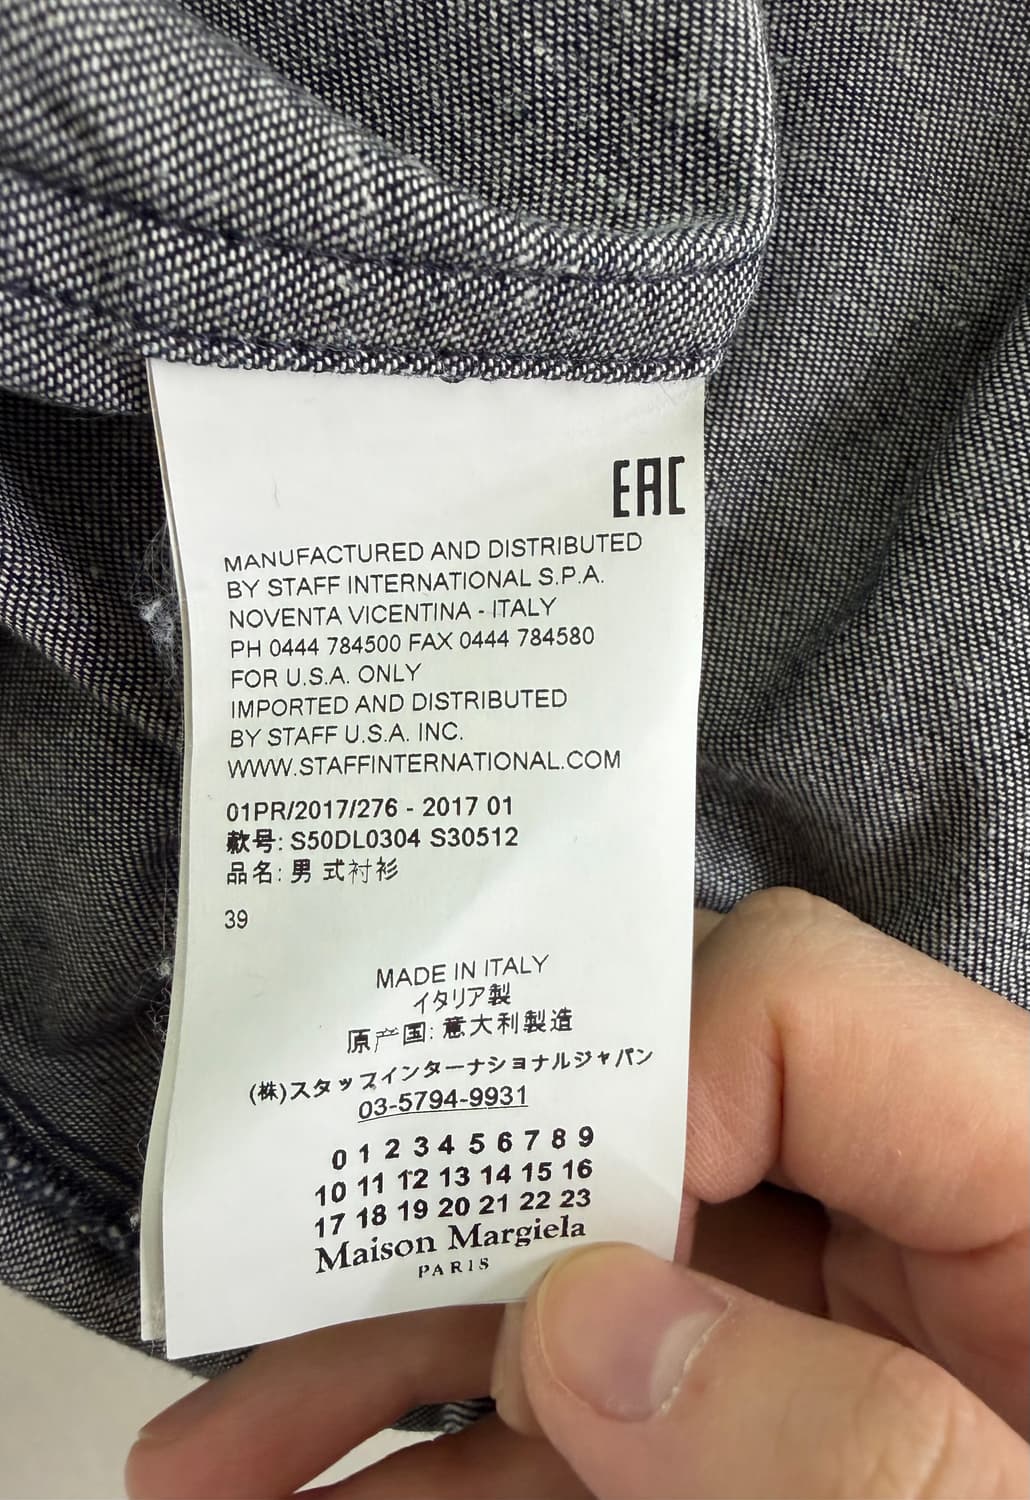 EAC
MANUFACTURED AND DISTRIBUTED
BY STAFF INTERNATIONAL S.P.A.
NOVENTA VICENTINA - ITALY
PH 0444 784500 FAX 0444 784580
FOR U.S.A. ONLY
IMPORTED AND DISTRIBUTED
BY STAFF U.S.A. INC.
WWW.STAFFINTERNATIONAL.COM
01PR/2017/276 - 2017 01
款号: S50DL0304 S30512
品名: 男式衬衫
39
MADE IN ITALY
イタリア製
原产国: 意大利製造
(株)スタッフインターナショナルジャパン
03-5794-9931
0 1 2 3 4 5 6 7 8 9
10 11 12 13 14 15 16
17 18 19 20 21 22 23
Maison Margiela
PARIS